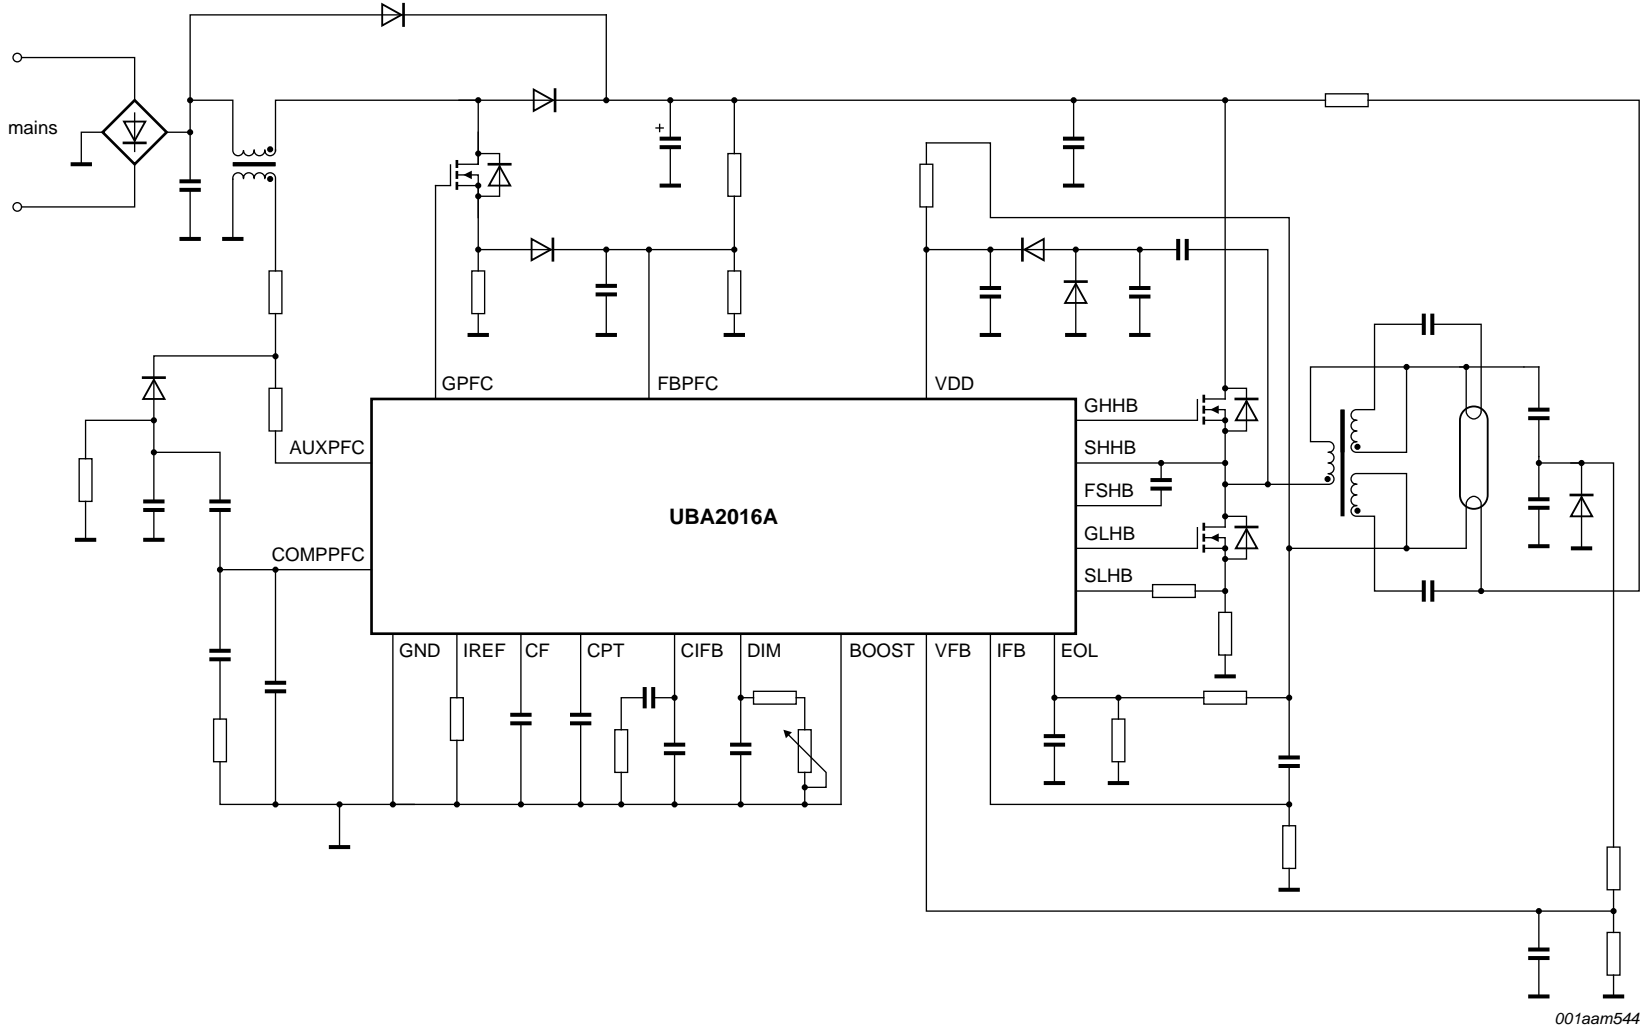 mains
+
GPFC
FBPFC
VDD
GHHB
AUXPFC
SHHB
FSHB
UBA2016A
GLHB
COMPPFC
SLHB
GND
IREF
CF
CPT
CIFB
DIM
BOOST
VFB
IFB
EOL
001aam544